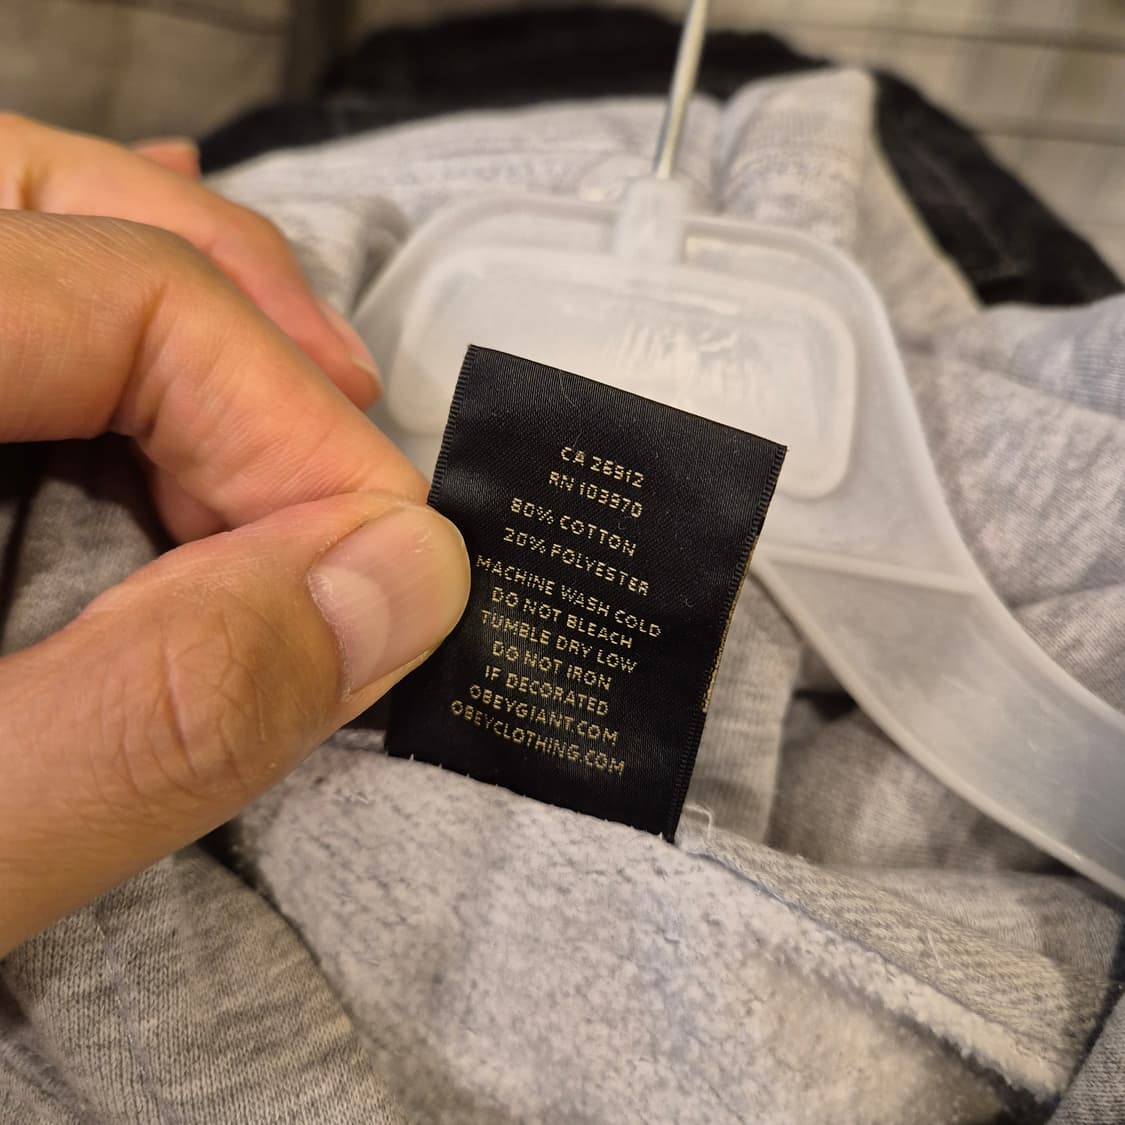 CA 26912
RN 103970
80% COTTON
20% POLYESTER
MACHINE WASH COLD
DO NOT BLEACH
TUMBLE DRY LOW
DO NOT IRON
IF DECORATED
OBEYGIANT.COM
OBEYCLOTHING.COM